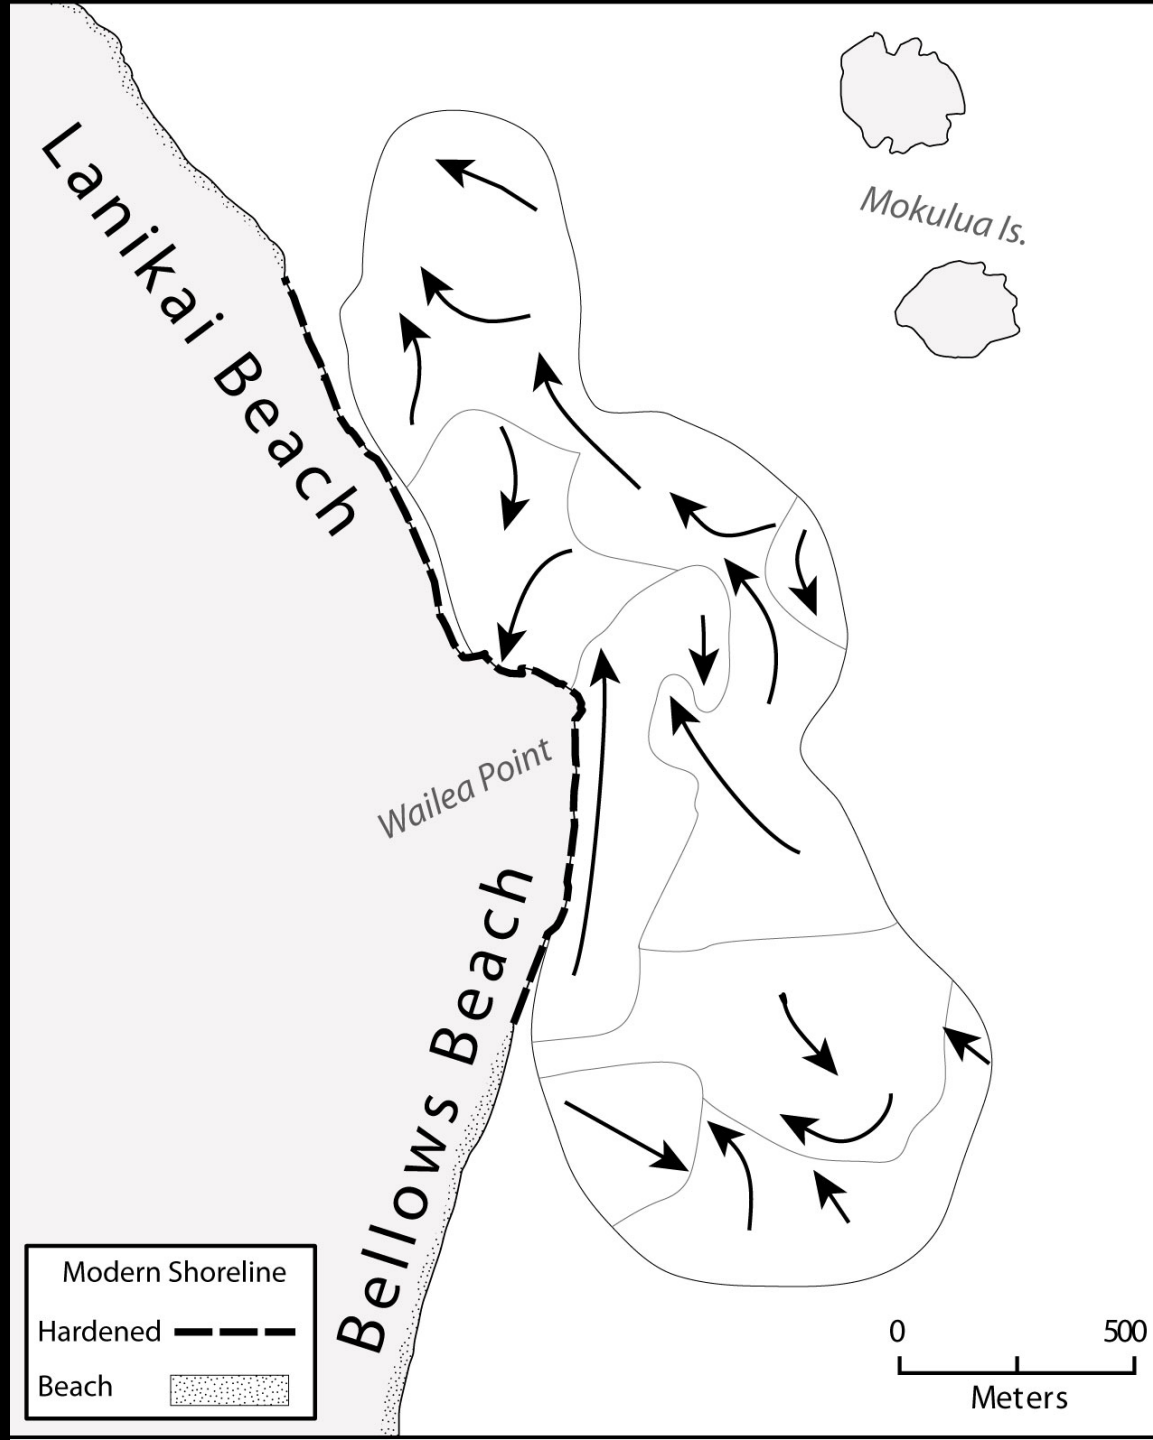 Lanikai Beach
Mokulua Is.
Wailea Point
Bellows Beach
Modern Shoreline
Hardened
Beach
0 500
Meters